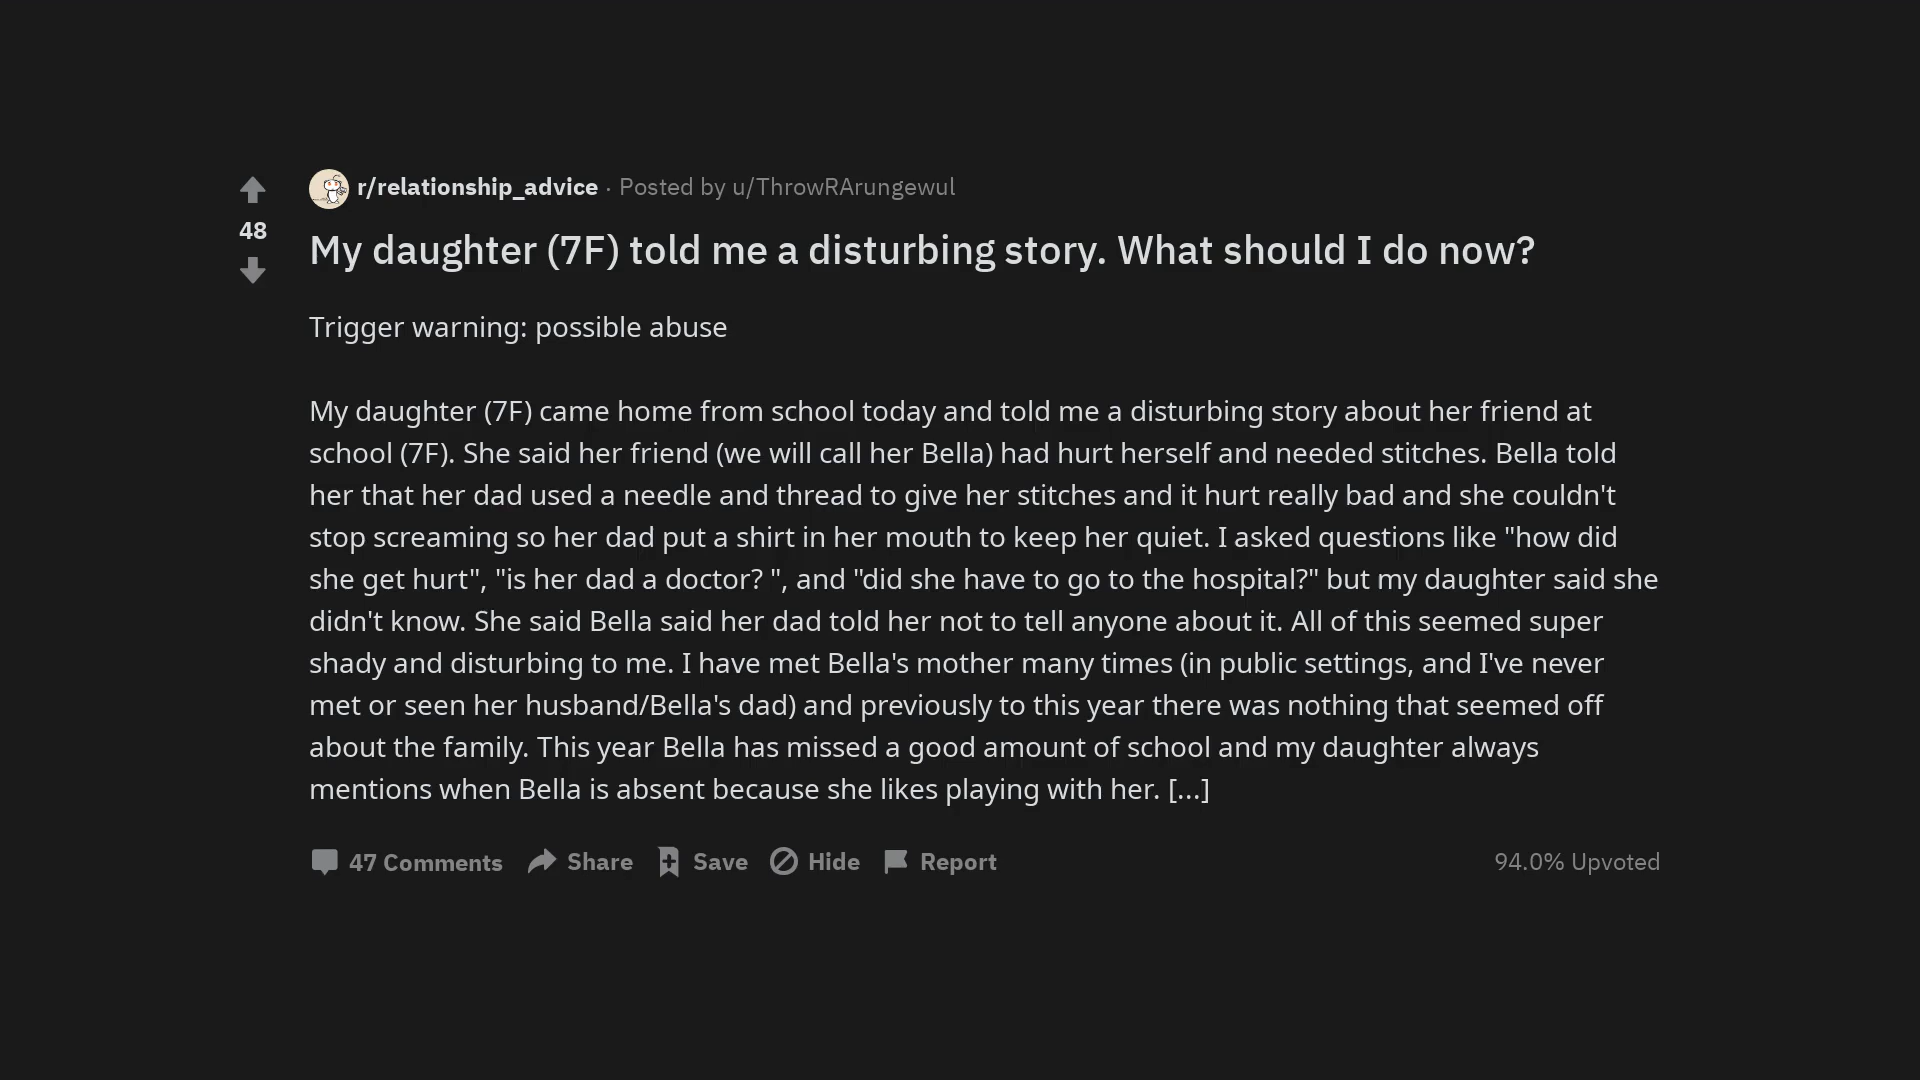 r/relationship_advice · Posted by u/ThrowRArungewul
48
My daughter (7F) told me a disturbing story. What should I do now?
Trigger warning: possible abuse
My daughter (7F) came home from school today and told me a disturbing story about her friend at
school (7F). She said her friend (we will call her Bella) had hurt herself and needed stitches. Bella told
her that her dad used a needle and thread to give her stitches and it hurt really bad and she couldn't
stop screaming so her dad put a shirt in her mouth to keep her quiet. I asked questions like "how did
she get hurt", "is her dad a doctor? ", and "did she have to go to the hospital?" but my daughter said she
didn't know. She said Bella said her dad told her not to tell anyone about it. All of this seemed super
shady and disturbing to me. I have met Bella's mother many times (in public settings, and I've never
met or seen her husband/Bella's dad) and previously to this year there was nothing that seemed off
about the family. This year Bella has missed a good amount of school and my daughter always
mentions when Bella is absent because she likes playing with her. [...]
47 Comments Share Save Hide Report 94.0% Upvoted